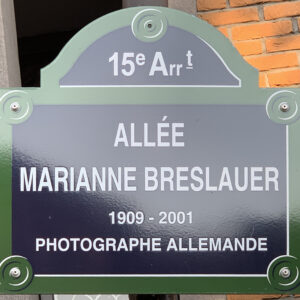 15e Arrt
ALLÉE
MARIANNE BRESLAUER
1909 - 2001
PHOTOGRAPHE ALLEMANDE